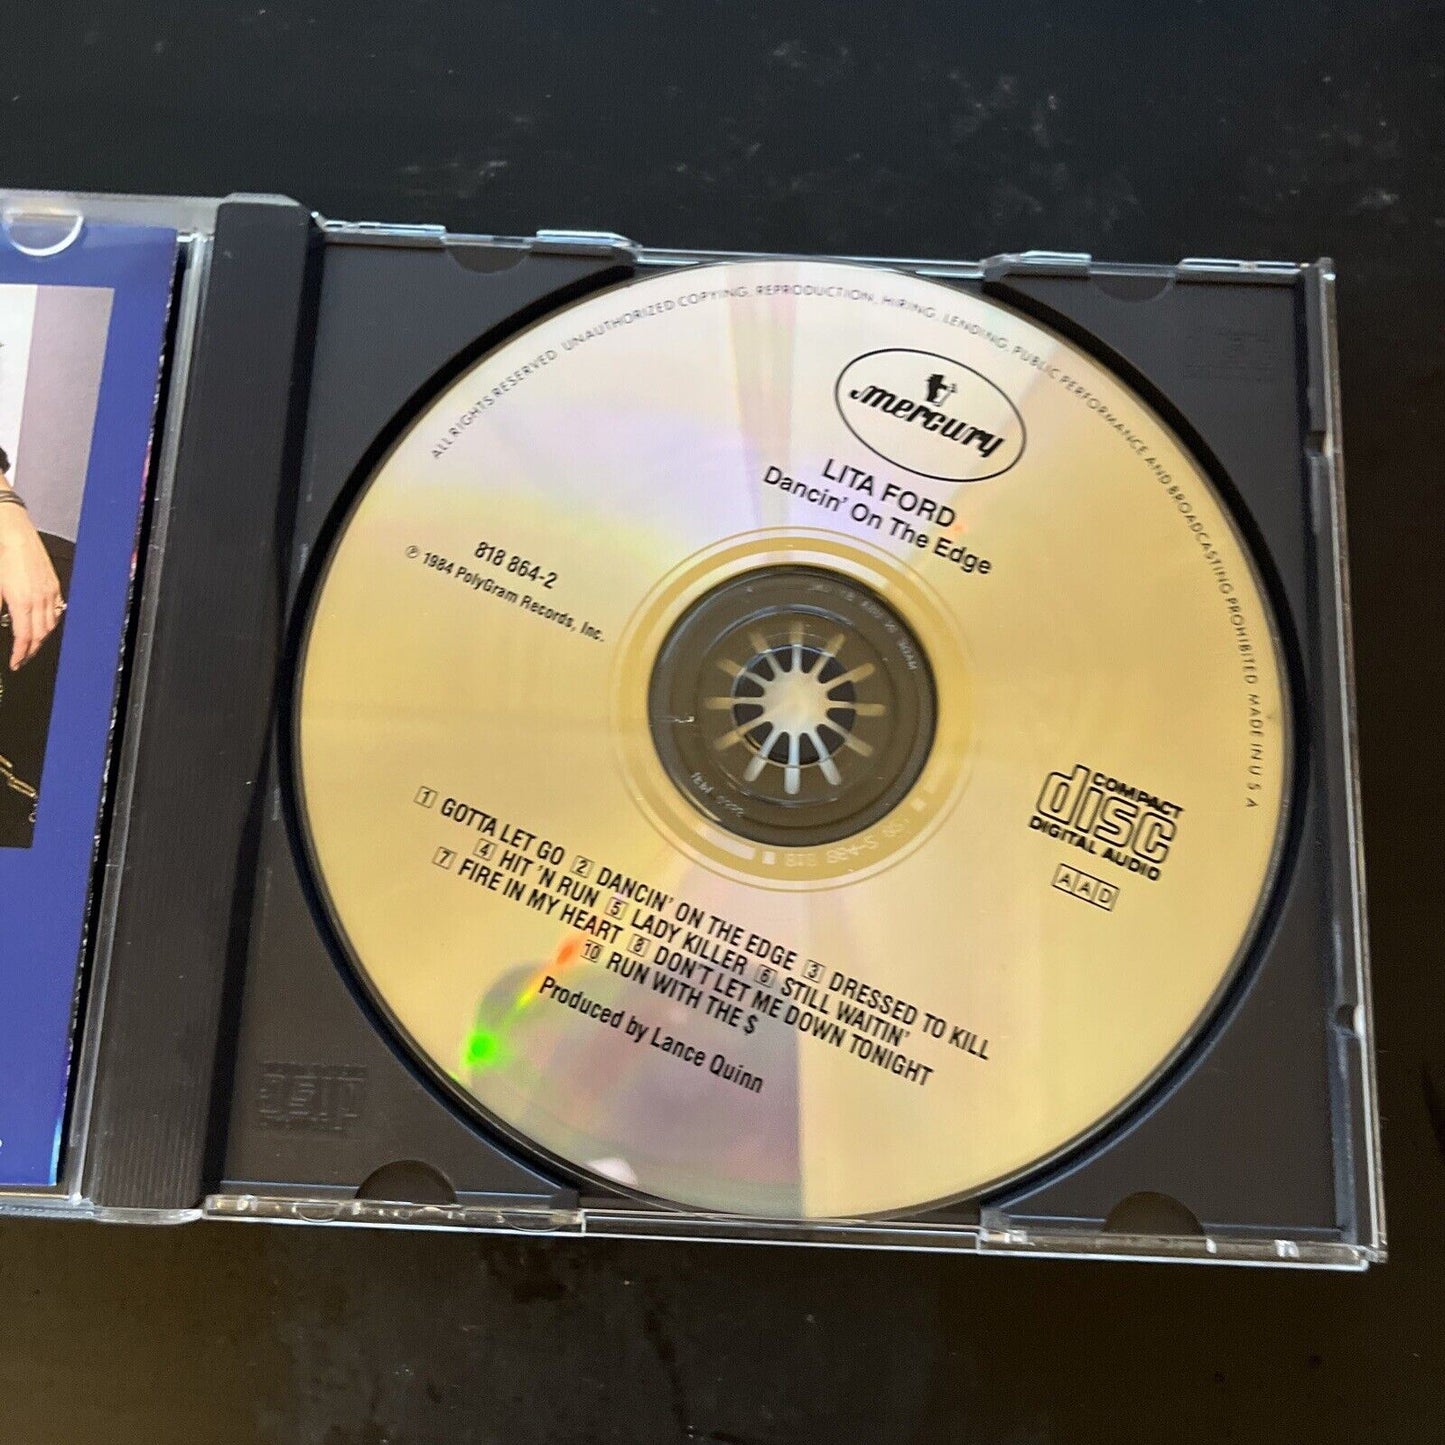 ALL RIGHTS RESERVED UNAUTHORIZED COPYING, REPRODUCTION, HIRING, LENDING, PUBLIC PERFORMANCE AND BROADCASTING PROHIBITED MADE IN U S A
mercury
LITA FORD
Dancin' On The Edge
818 864-2
℗ 1984 PolyGram Records, Inc.
COMPACT
disc
DIGITAL AUDIO
AAD
1 GOTTA LET GO 2 DANCIN' ON THE EDGE 3 DRESSED TO KILL
4 HIT 'N RUN 5 LADY KILLER 6 STILL WAITIN'
7 FIRE IN MY HEART 8 DON'T LET ME DOWN TONIGHT
10 RUN WITH THE $
Produced by Lance Quinn